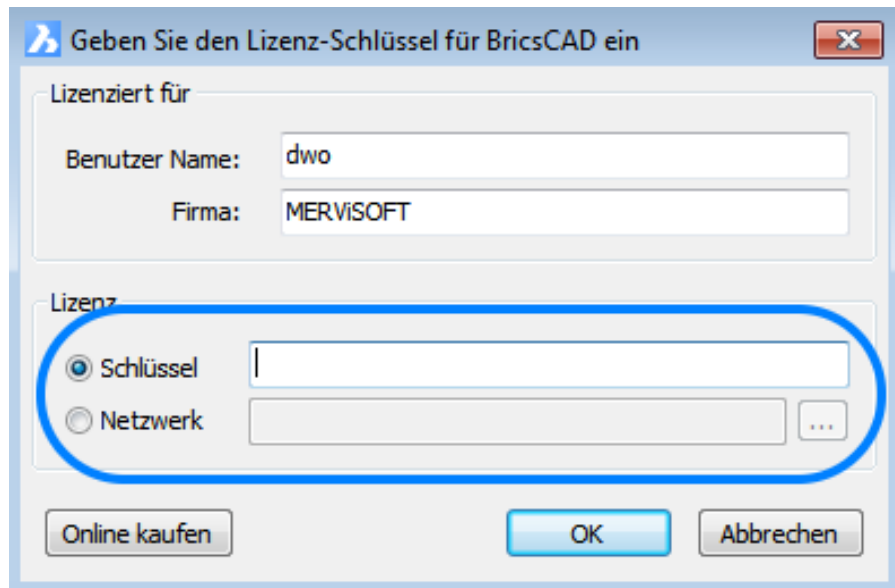 Geben Sie den Lizenz-Schlüssel für BricsCAD ein
Lizenziert für
Benutzer Name: dwo
Firma: MERViSOFT
Lizenz
Schlüssel
Netzwerk ...
Online kaufen OK Abbrechen